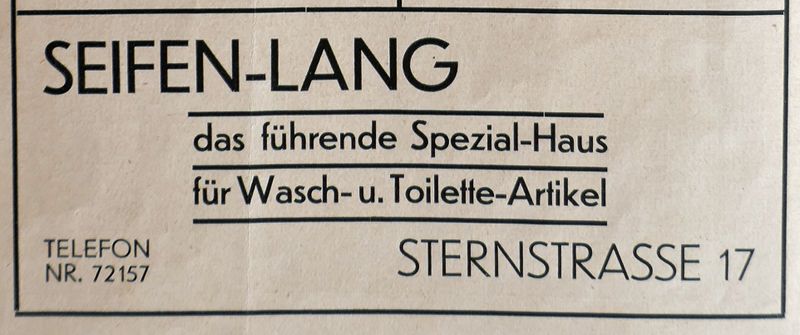 SEIFEN-LANG
das führende Spezial-Haus
für Wasch- u. Toilette-Artikel
TELEFON
NR. 72157
STERNSTRASSE 17